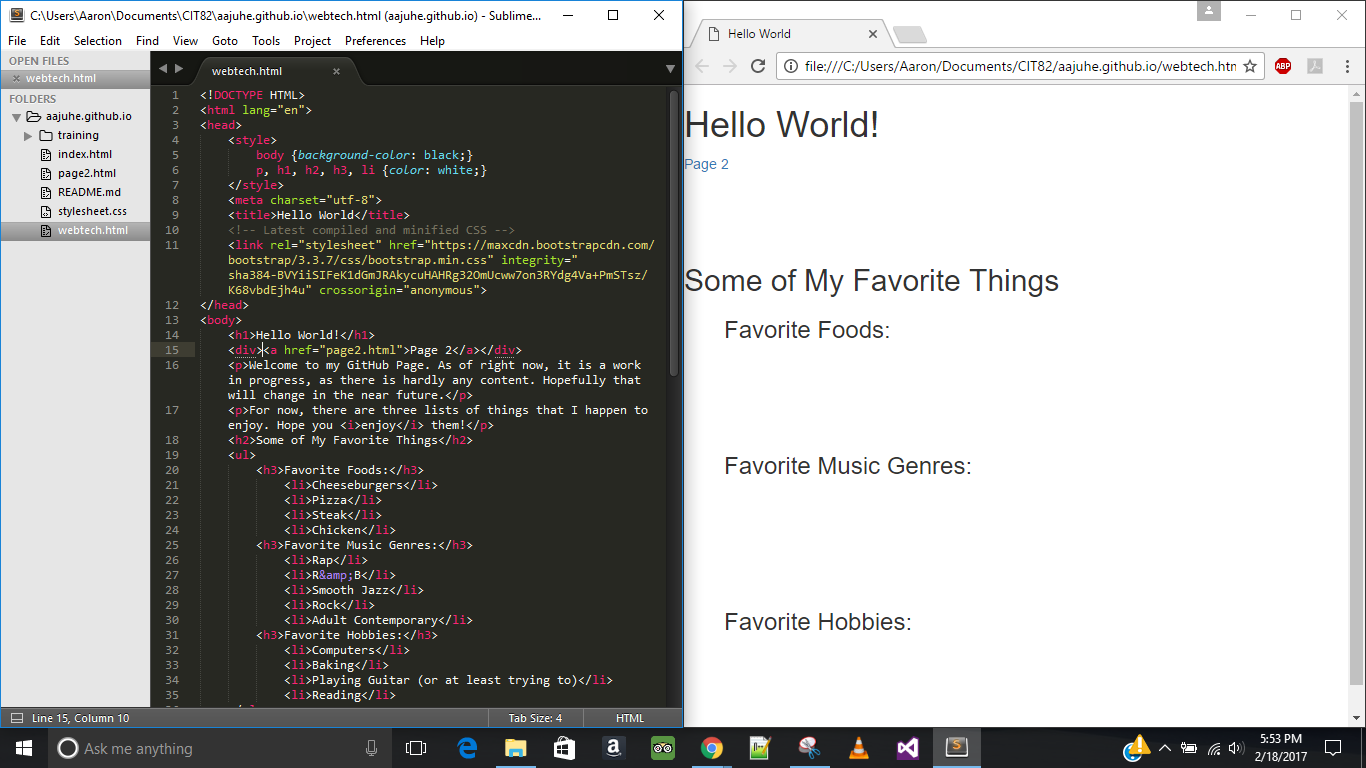 C:\Users\Aaron\Documents\CIT82\aajuhe.github.io\webtech.html (aajuhe.github.io) - Sublime...
File Edit Selection Find View Goto Tools Project Preferences Help
OPEN FILES
webtech.html
FOLDERS
aajuhe.github.io
training
index.html
page2.html
README.md
stylesheet.css
webtech.html
webtech.html
1 <!DOCTYPE HTML>
2 <html lang="en">
3 <head>
4 <style>
5 body {background-color: black;}
6 p, h1, h2, h3, li {color: white;}
7 </style>
8 <meta charset="utf-8">
9 <title>Hello World</title>
10 <!-- Latest compiled and minified CSS -->
11 <link rel="stylesheet" href="https://maxcdn.bootstrapcdn.com/
bootstrap/3.3.7/css/bootstrap.min.css" integrity="
sha384-BVYiiSIFeK1dGmJRAkycuHAHRg32OmUcww7on3RYdg4Va+PmSTsz/
K68vbdEjh4u" crossorigin="anonymous">
12 </head>
13 <body>
14 <h1>Hello World!</h1>
15 <div><a href="page2.html">Page 2</a></div>
16 <p>Welcome to my GitHub Page. As of right now, it is a work
in progress, as there is hardly any content. Hopefully that
will change in the near future.</p>
17 <p>For now, there are three lists of things that I happen to
enjoy. Hope you <i>enjoy</i> them!</p>
18 <h2>Some of My Favorite Things</h2>
19 <ul>
20 <h3>Favorite Foods:</h3>
21 <li>Cheeseburgers</li>
22 <li>Pizza</li>
23 <li>Steak</li>
24 <li>Chicken</li>
25 <h3>Favorite Music Genres:</h3>
26 <li>Rap</li>
27 <li>R&amp;B</li>
28 <li>Smooth Jazz</li>
29 <li>Rock</li>
30 <li>Adult Contemporary</li>
31 <h3>Favorite Hobbies:</h3>
32 <li>Computers</li>
33 <li>Baking</li>
34 <li>Playing Guitar (or at least trying to)</li>
35 <li>Reading</li>
Line 15, Column 10 Tab Size: 4 HTML
Hello World
file:///C:/Users/Aaron/Documents/CIT82/aajuhe.github.io/webtech.htm
ABP
Hello World!
Page 2
Some of My Favorite Things
Favorite Foods:
Favorite Music Genres:
Favorite Hobbies:
Ask me anything
5:53 PM
2/18/2017